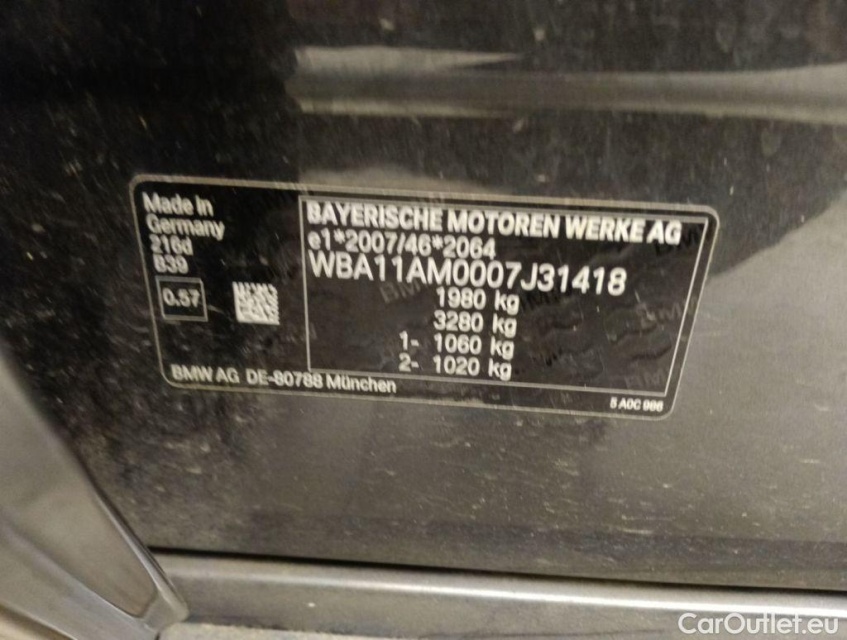 Made in
Germany
216d
B39
0.57
BAYERISCHE MOTOREN WERKE AG
e1*2007/46*2064
WBA11AM0007J31418
1980 kg
3280 kg
1- 1060 kg
2- 1020 kg
BMW AG DE-80788 München
5 A0C 986
CarOutlet.eu